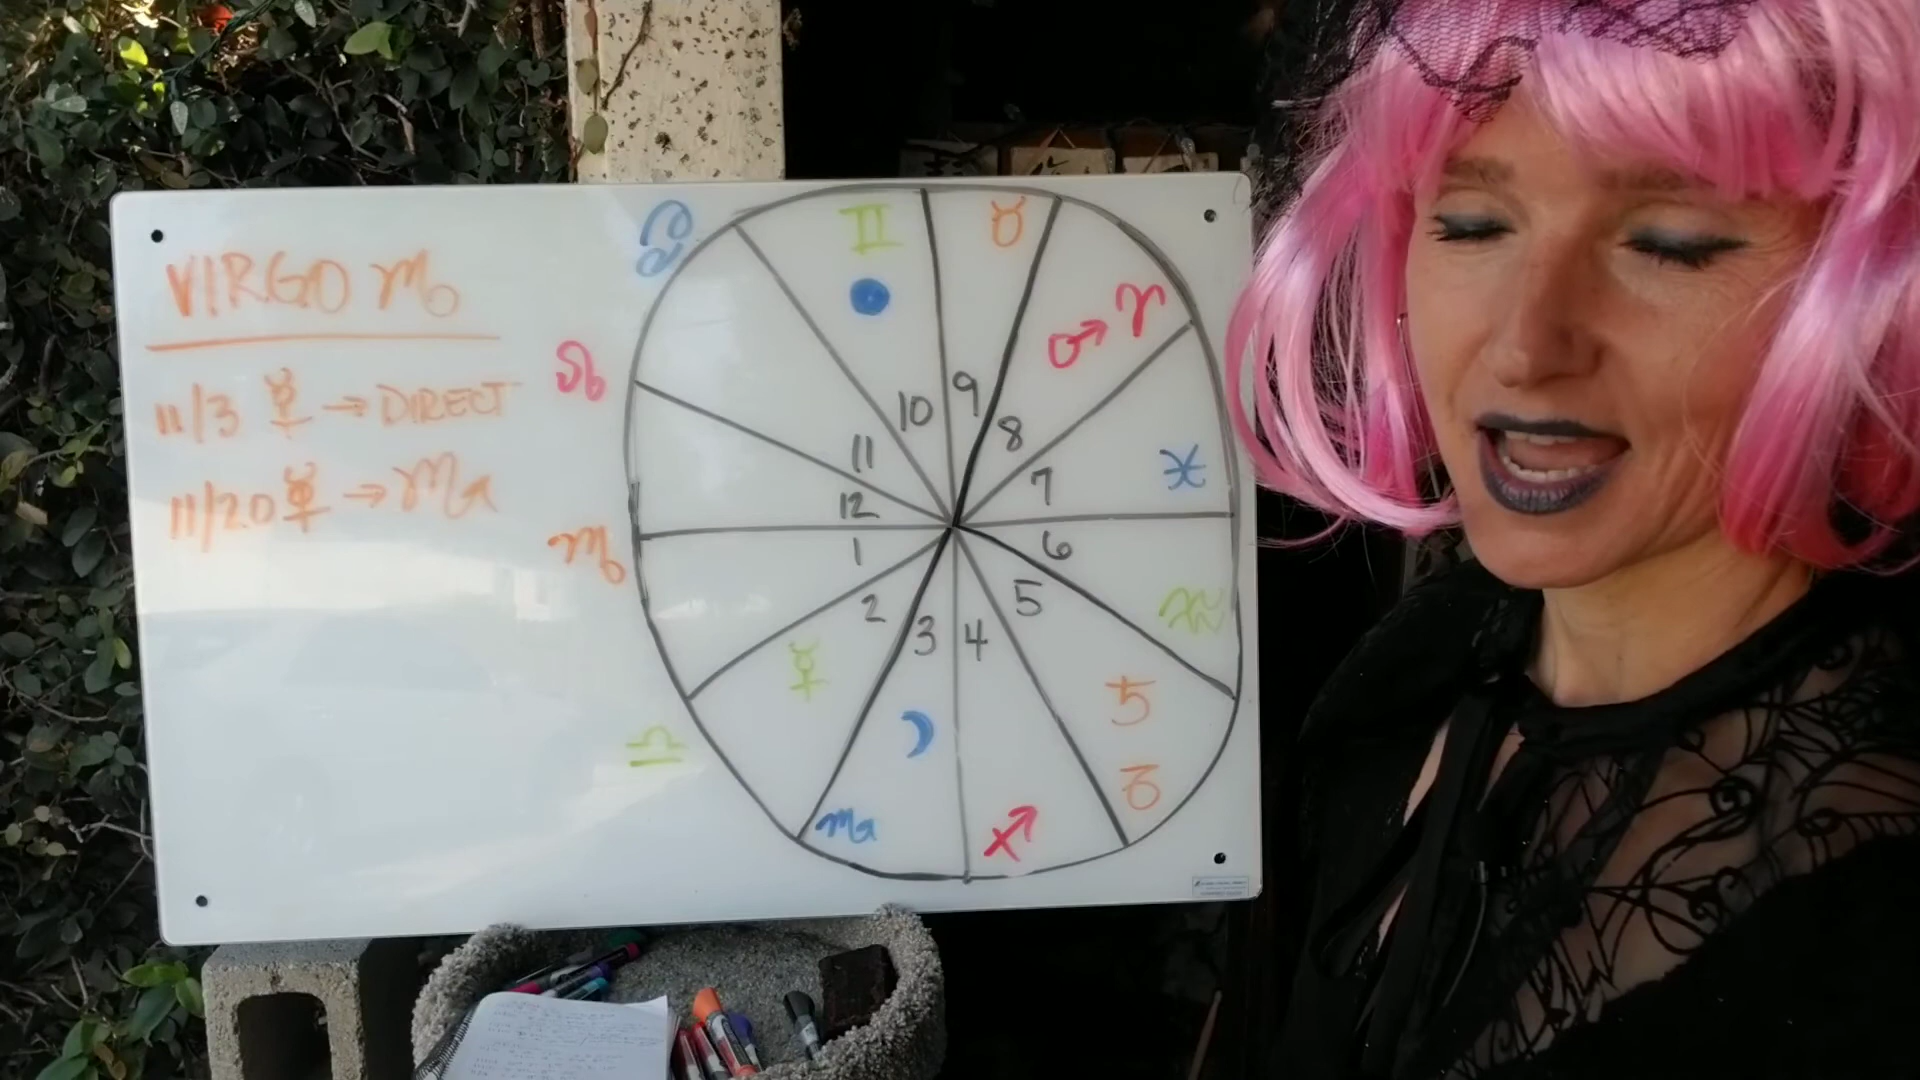 VIRGO ♍
11/3 ☿ → DIRECT
11/20 ☿ → ♏
♋ ♊ ♉
♂ ♈
♌
10 9
8
11
7 ♓
12
♍ 1 6
2 5 ♒
3 4
☿ ♄
☽
♎
♑
♏ ♐